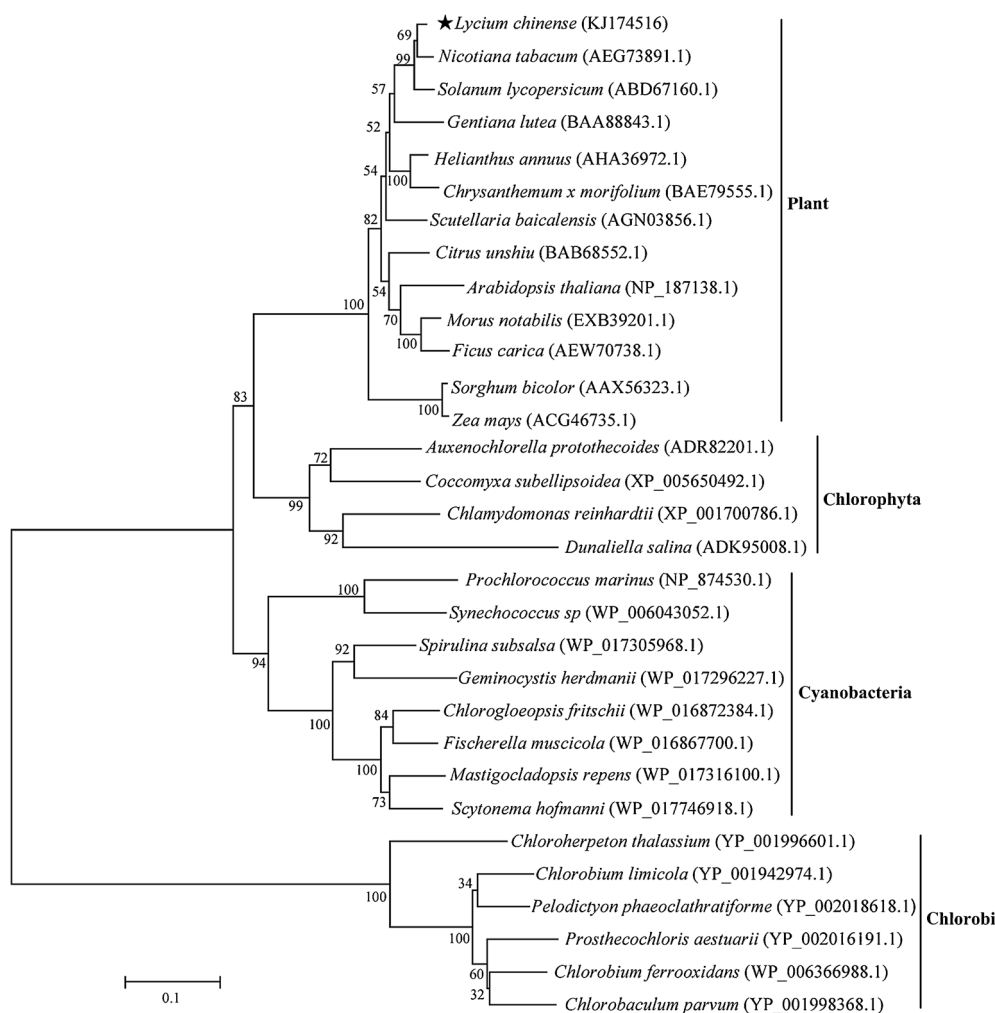 ★Lycium chinense (KJ174516)
69
Nicotiana tabacum (AEG73891.1)
99
Solanum lycopersicum (ABD67160.1)
57
Gentiana lutea (BAA88843.1)
52
Helianthus annuus (AHA36972.1)
54
100
Chrysanthemum x morifolium (BAE79555.1)
Plant
82
Scutellaria baicalensis (AGN03856.1)
Citrus unshiu (BAB68552.1)
54
Arabidopsis thaliana (NP_187138.1)
100
70
Morus notabilis (EXB39201.1)
100
Ficus carica (AEW70738.1)
Sorghum bicolor (AAX56323.1)
100
Zea mays (ACG46735.1)
83
Auxenochlorella protothecoides (ADR82201.1)
72
Coccomyxa subellipsoidea (XP_005650492.1)
99
Chlorophyta
Chlamydomonas reinhardtii (XP_001700786.1)
92
Dunaliella salina (ADK95008.1)
Prochlorococcus marinus (NP_874530.1)
100
Synechococcus sp (WP_006043052.1)
94
Spirulina subsalsa (WP_017305968.1)
92
Geminocystis herdmanii (WP_017296227.1)
Cyanobacteria
100
Chlorogloeopsis fritschii (WP_016872384.1)
84
Fischerella muscicola (WP_016867700.1)
100
Mastigocladopsis repens (WP_017316100.1)
73
Scytonema hofmanni (WP_017746918.1)
Chloroherpeton thalassium (YP_001996601.1)
100
Chlorobium limicola (YP_001942974.1)
34
Pelodictyon phaeoclathratiforme (YP_002018618.1)
Chlorobi
100
Prosthecochloris aestuarii (YP_002016191.1)
60
Chlorobium ferrooxidans (WP_006366988.1)
32
Chlorobaculum parvum (YP_001998368.1)
0.1